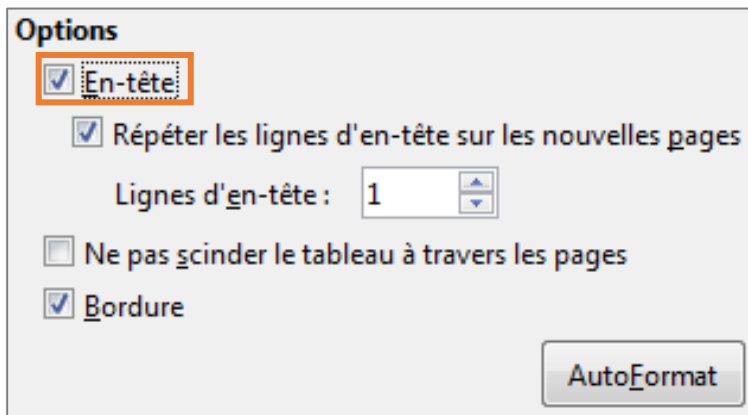 Options
En-tête
Répéter les lignes d'en-tête sur les nouvelles pages
Lignes d'en-tête : 1
Ne pas scinder le tableau à travers les pages
Bordure
AutoFormat